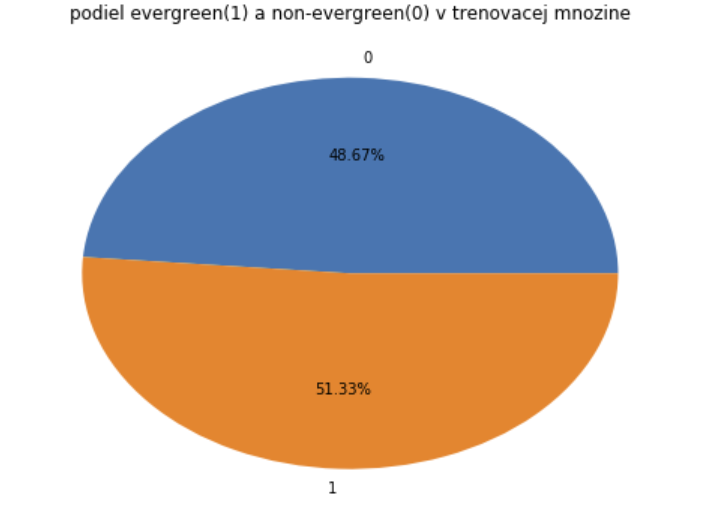 podiel evergreen(1) a non-evergreen(0) v trenovacej mnozine
0
48.67%
51.33%
1